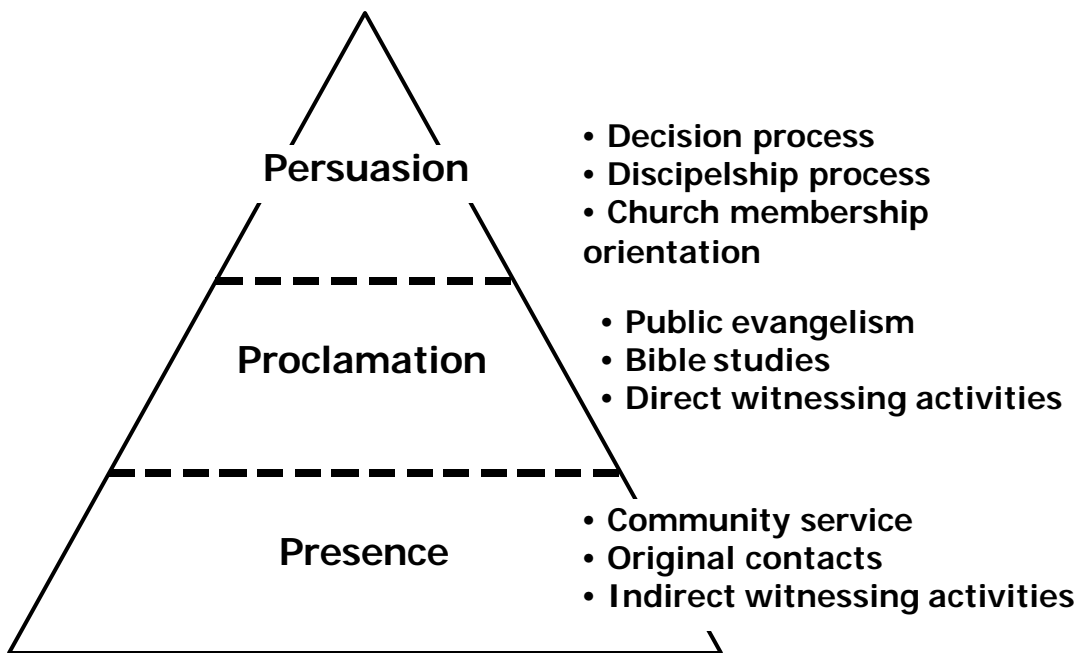 Persuasion
• Decision process
• Discipelship process
• Church membership
orientation
Proclamation
• Public evangelism
• Bible studies
• Direct witnessing activities
Presence
• Community service
• Original contacts
• Indirect witnessing activities